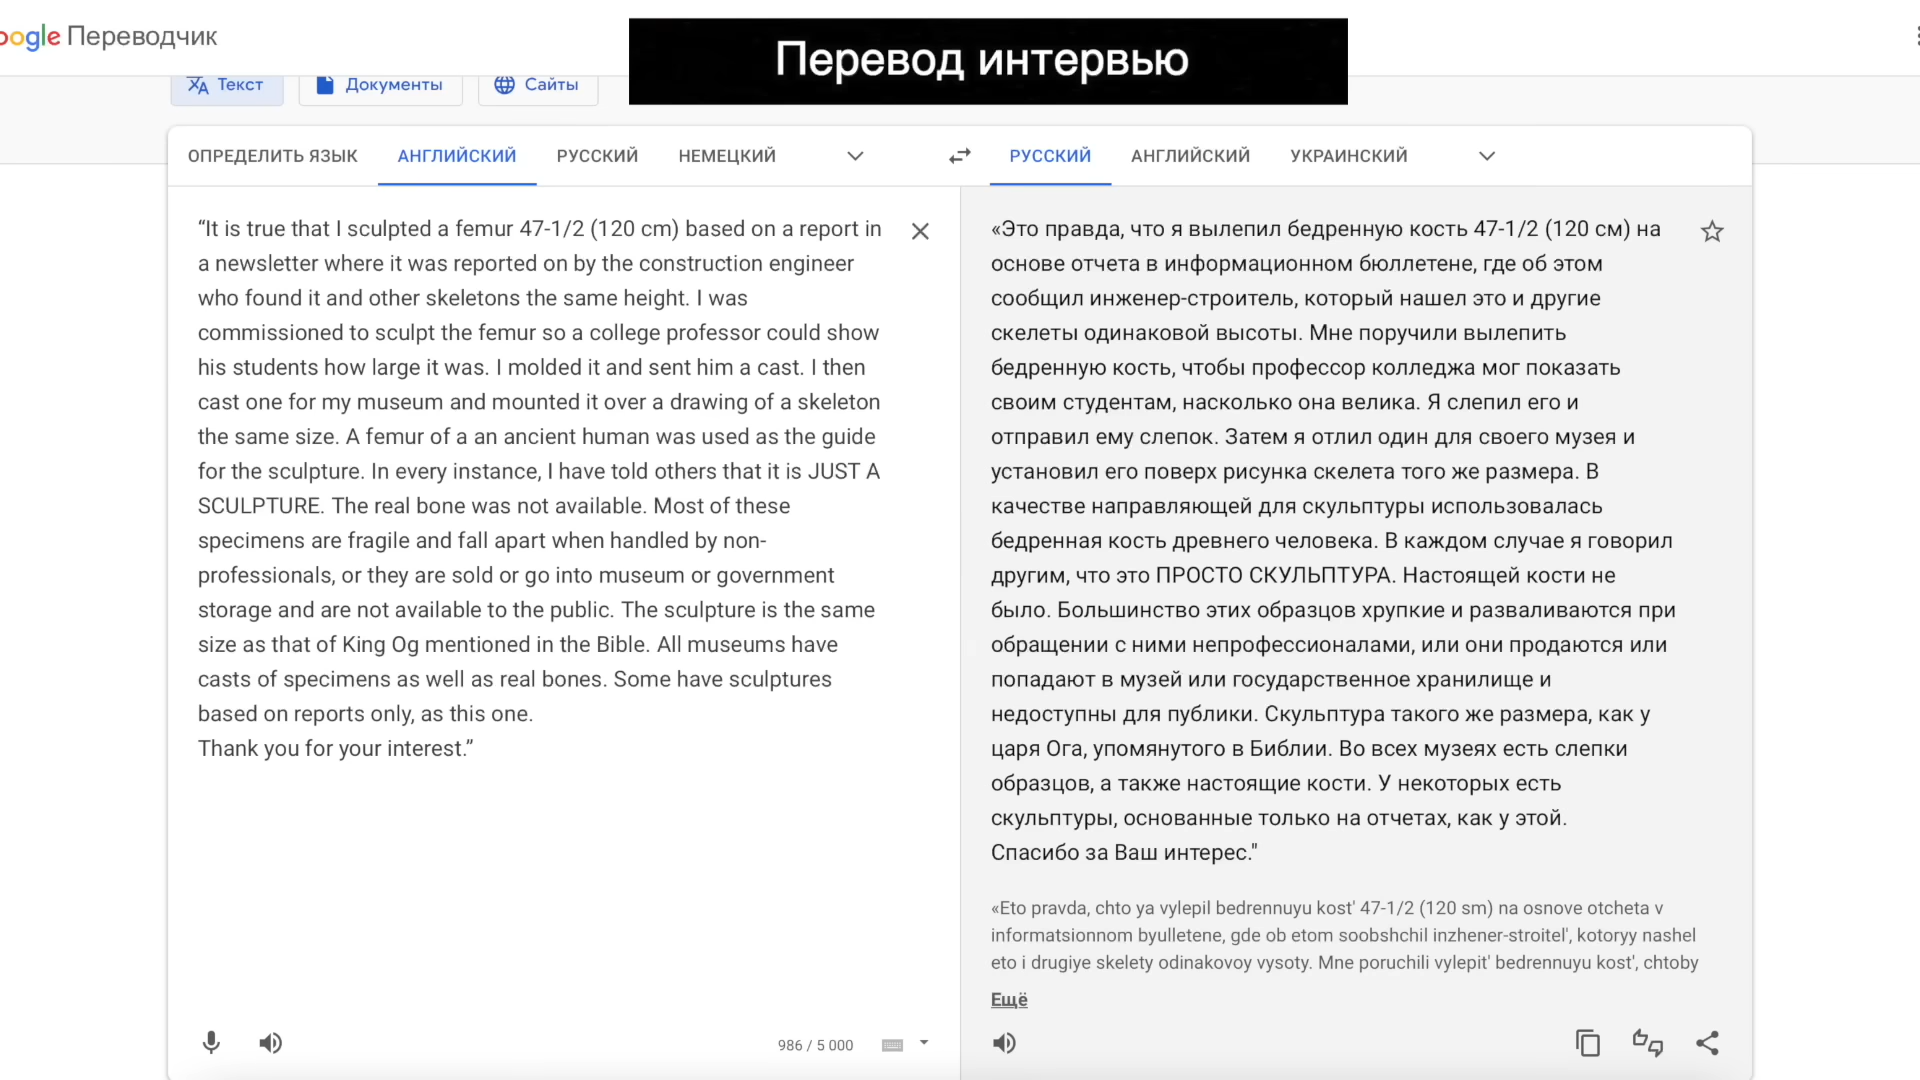 oogle Переводчик
Перевод интервью
Текст
Документы
Сайты
ОПРЕДЕЛИТЬ ЯЗЫК
АНГЛИЙСКИЙ
РУССКИЙ
НЕМЕЦКИЙ
РУССКИЙ
АНГЛИЙСКИЙ
УКРАИНСКИЙ
“It is true that I sculpted a femur 47-1/2 (120 cm) based on a report in
a newsletter where it was reported on by the construction engineer
who found it and other skeletons the same height. I was
commissioned to sculpt the femur so a college professor could show
his students how large it was. I molded it and sent him a cast. I then
cast one for my museum and mounted it over a drawing of a skeleton
the same size. A femur of a an ancient human was used as the guide
for the sculpture. In every instance, I have told others that it is JUST A
SCULPTURE. The real bone was not available. Most of these
specimens are fragile and fall apart when handled by non-
professionals, or they are sold or go into museum or government
storage and are not available to the public. The sculpture is the same
size as that of King Og mentioned in the Bible. All museums have
casts of specimens as well as real bones. Some have sculptures
based on reports only, as this one.
Thank you for your interest.”
986 / 5 000
«Это правда, что я вылепил бедренную кость 47-1/2 (120 см) на
основе отчета в информационном бюллетене, где об этом
сообщил инженер-строитель, который нашел это и другие
скелеты одинаковой высоты. Мне поручили вылепить
бедренную кость, чтобы профессор колледжа мог показать
своим студентам, насколько она велика. Я слепил его и
отправил ему слепок. Затем я отлил один для своего музея и
установил его поверх рисунка скелета того же размера. В
качестве направляющей для скульптуры использовалась
бедренная кость древнего человека. В каждом случае я говорил
другим, что это ПРОСТО СКУЛЬПТУРА. Настоящей кости не
было. Большинство этих образцов хрупкие и разваливаются при
обращении с ними непрофессионалами, или они продаются или
попадают в музей или государственное хранилище и
недоступны для публики. Скульптура такого же размера, как у
царя Ога, упомянутого в Библии. Во всех музеях есть слепки
образцов, а также настоящие кости. У некоторых есть
скульптуры, основанные только на отчетах, как у этой.
Спасибо за Ваш интерес."
«Eto pravda, chto ya vylepil bedrennuyu kost' 47-1/2 (120 sm) na osnove otcheta v
informatsionnom byulletene, gde ob etom soobshchil inzhener-stroitel', kotoryy nashel
eto i drugiye skelety odinakovoy vysoty. Mne poruchili vylepit' bedrennuyu kost', chtoby
Ещё